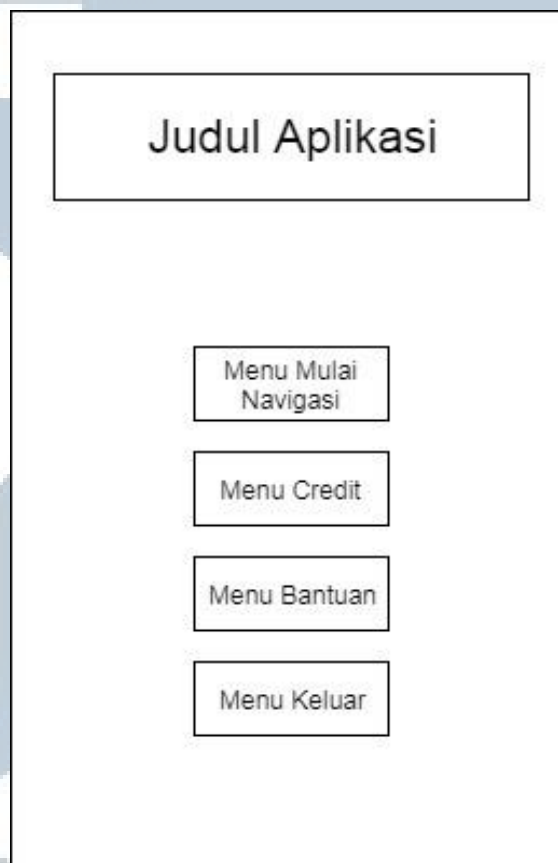 Judul Aplikasi
Menu Mulai
Navigasi
Menu Credit
Menu Bantuan
Menu Keluar